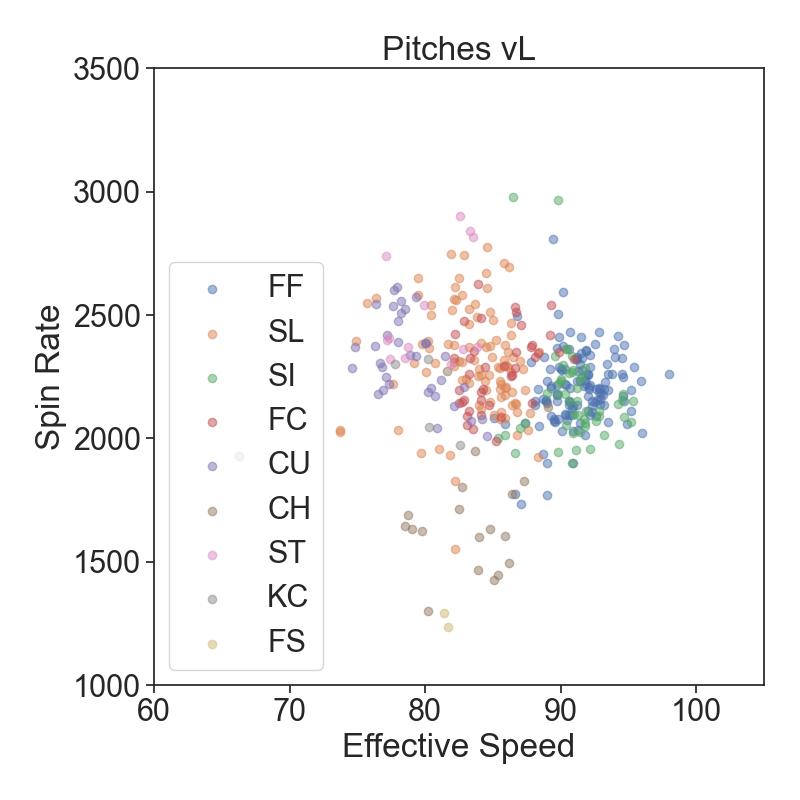 Pitches vL
3500
3000
2500
2000
1500
1000
Spin Rate
FF
SL
SI
FC
CU
CH
ST
KC
FS
60 70 80 90 100
Effective Speed